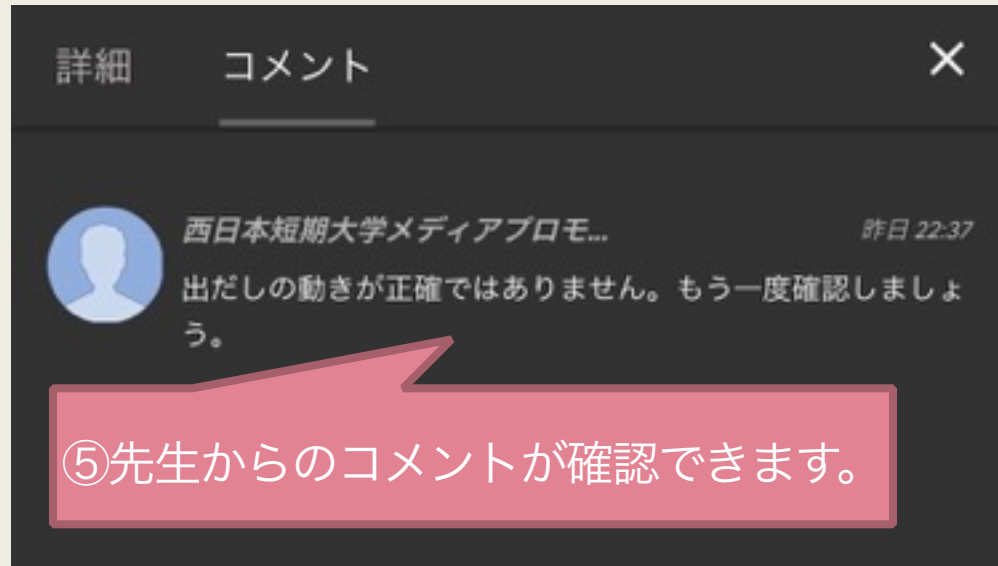 詳細 コメント ×
西日本短期大学メディアプロモ... 昨日 22:37
出だしの動きが正確ではありません。もう一度確認しましょ
う。
⑤先生からのコメントが確認できます。